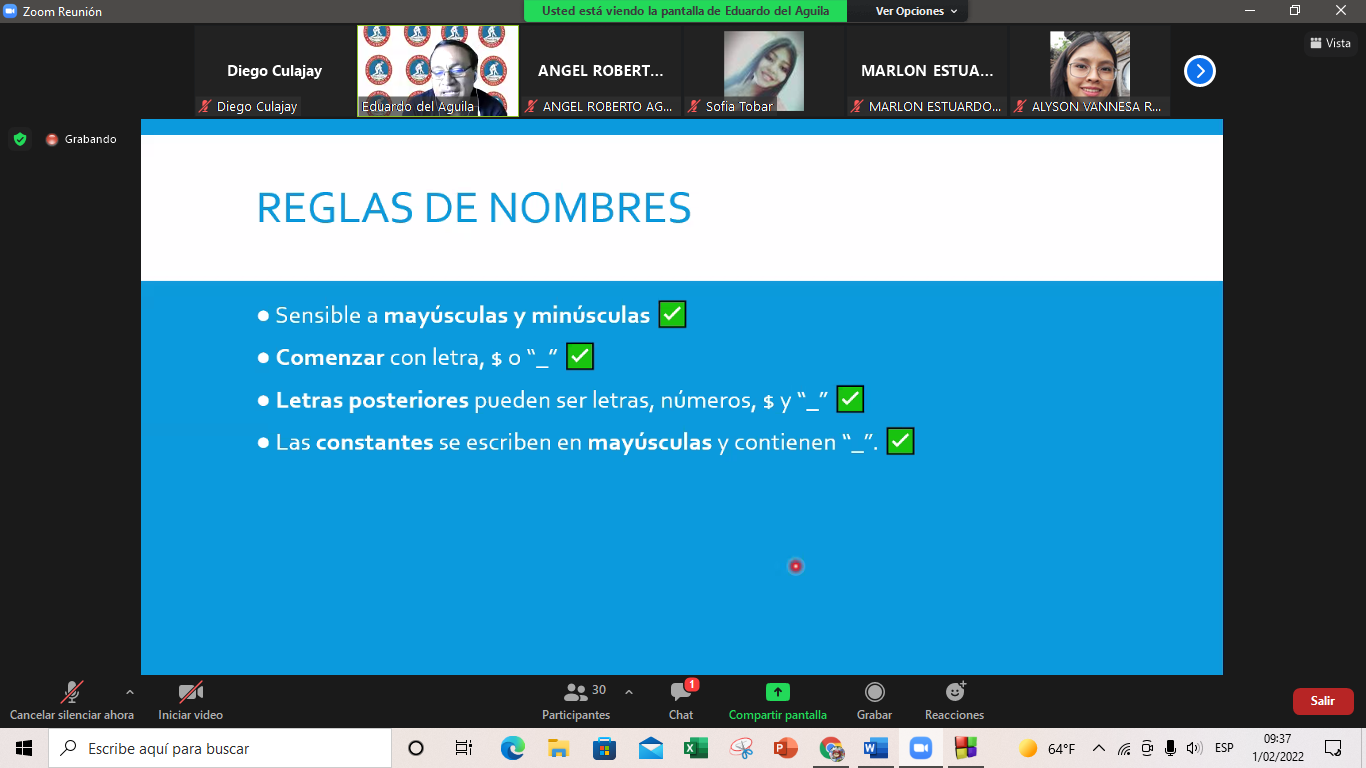 Zoom Reunión
Usted está viendo la pantalla de Eduardo del Aguila
Ver Opciones
Vista
Diego Culajay
Diego Culajay
Eduardo del Aguila
ANGEL ROBERT...
ANGEL ROBERTO AG...
Sofia Tobar
MARLON ESTUA...
MARLON ESTUARDO...
ALYSON VANNESA R...
Grabando
REGLAS DE NOMBRES
● Sensible a mayúsculas y minúsculas ✅
● Comenzar con letra, $ o “_” ✅
● Letras posteriores pueden ser letras, números, $ y “_” ✅
● Las constantes se escriben en mayúsculas y contienen “_”. ✅
Cancelar silenciar ahora
Iniciar video
30
Participantes
1
Chat
Compartir pantalla
Grabar
Reacciones
Salir
Escribe aquí para buscar
64°F
ESP
09:37
1/02/2022